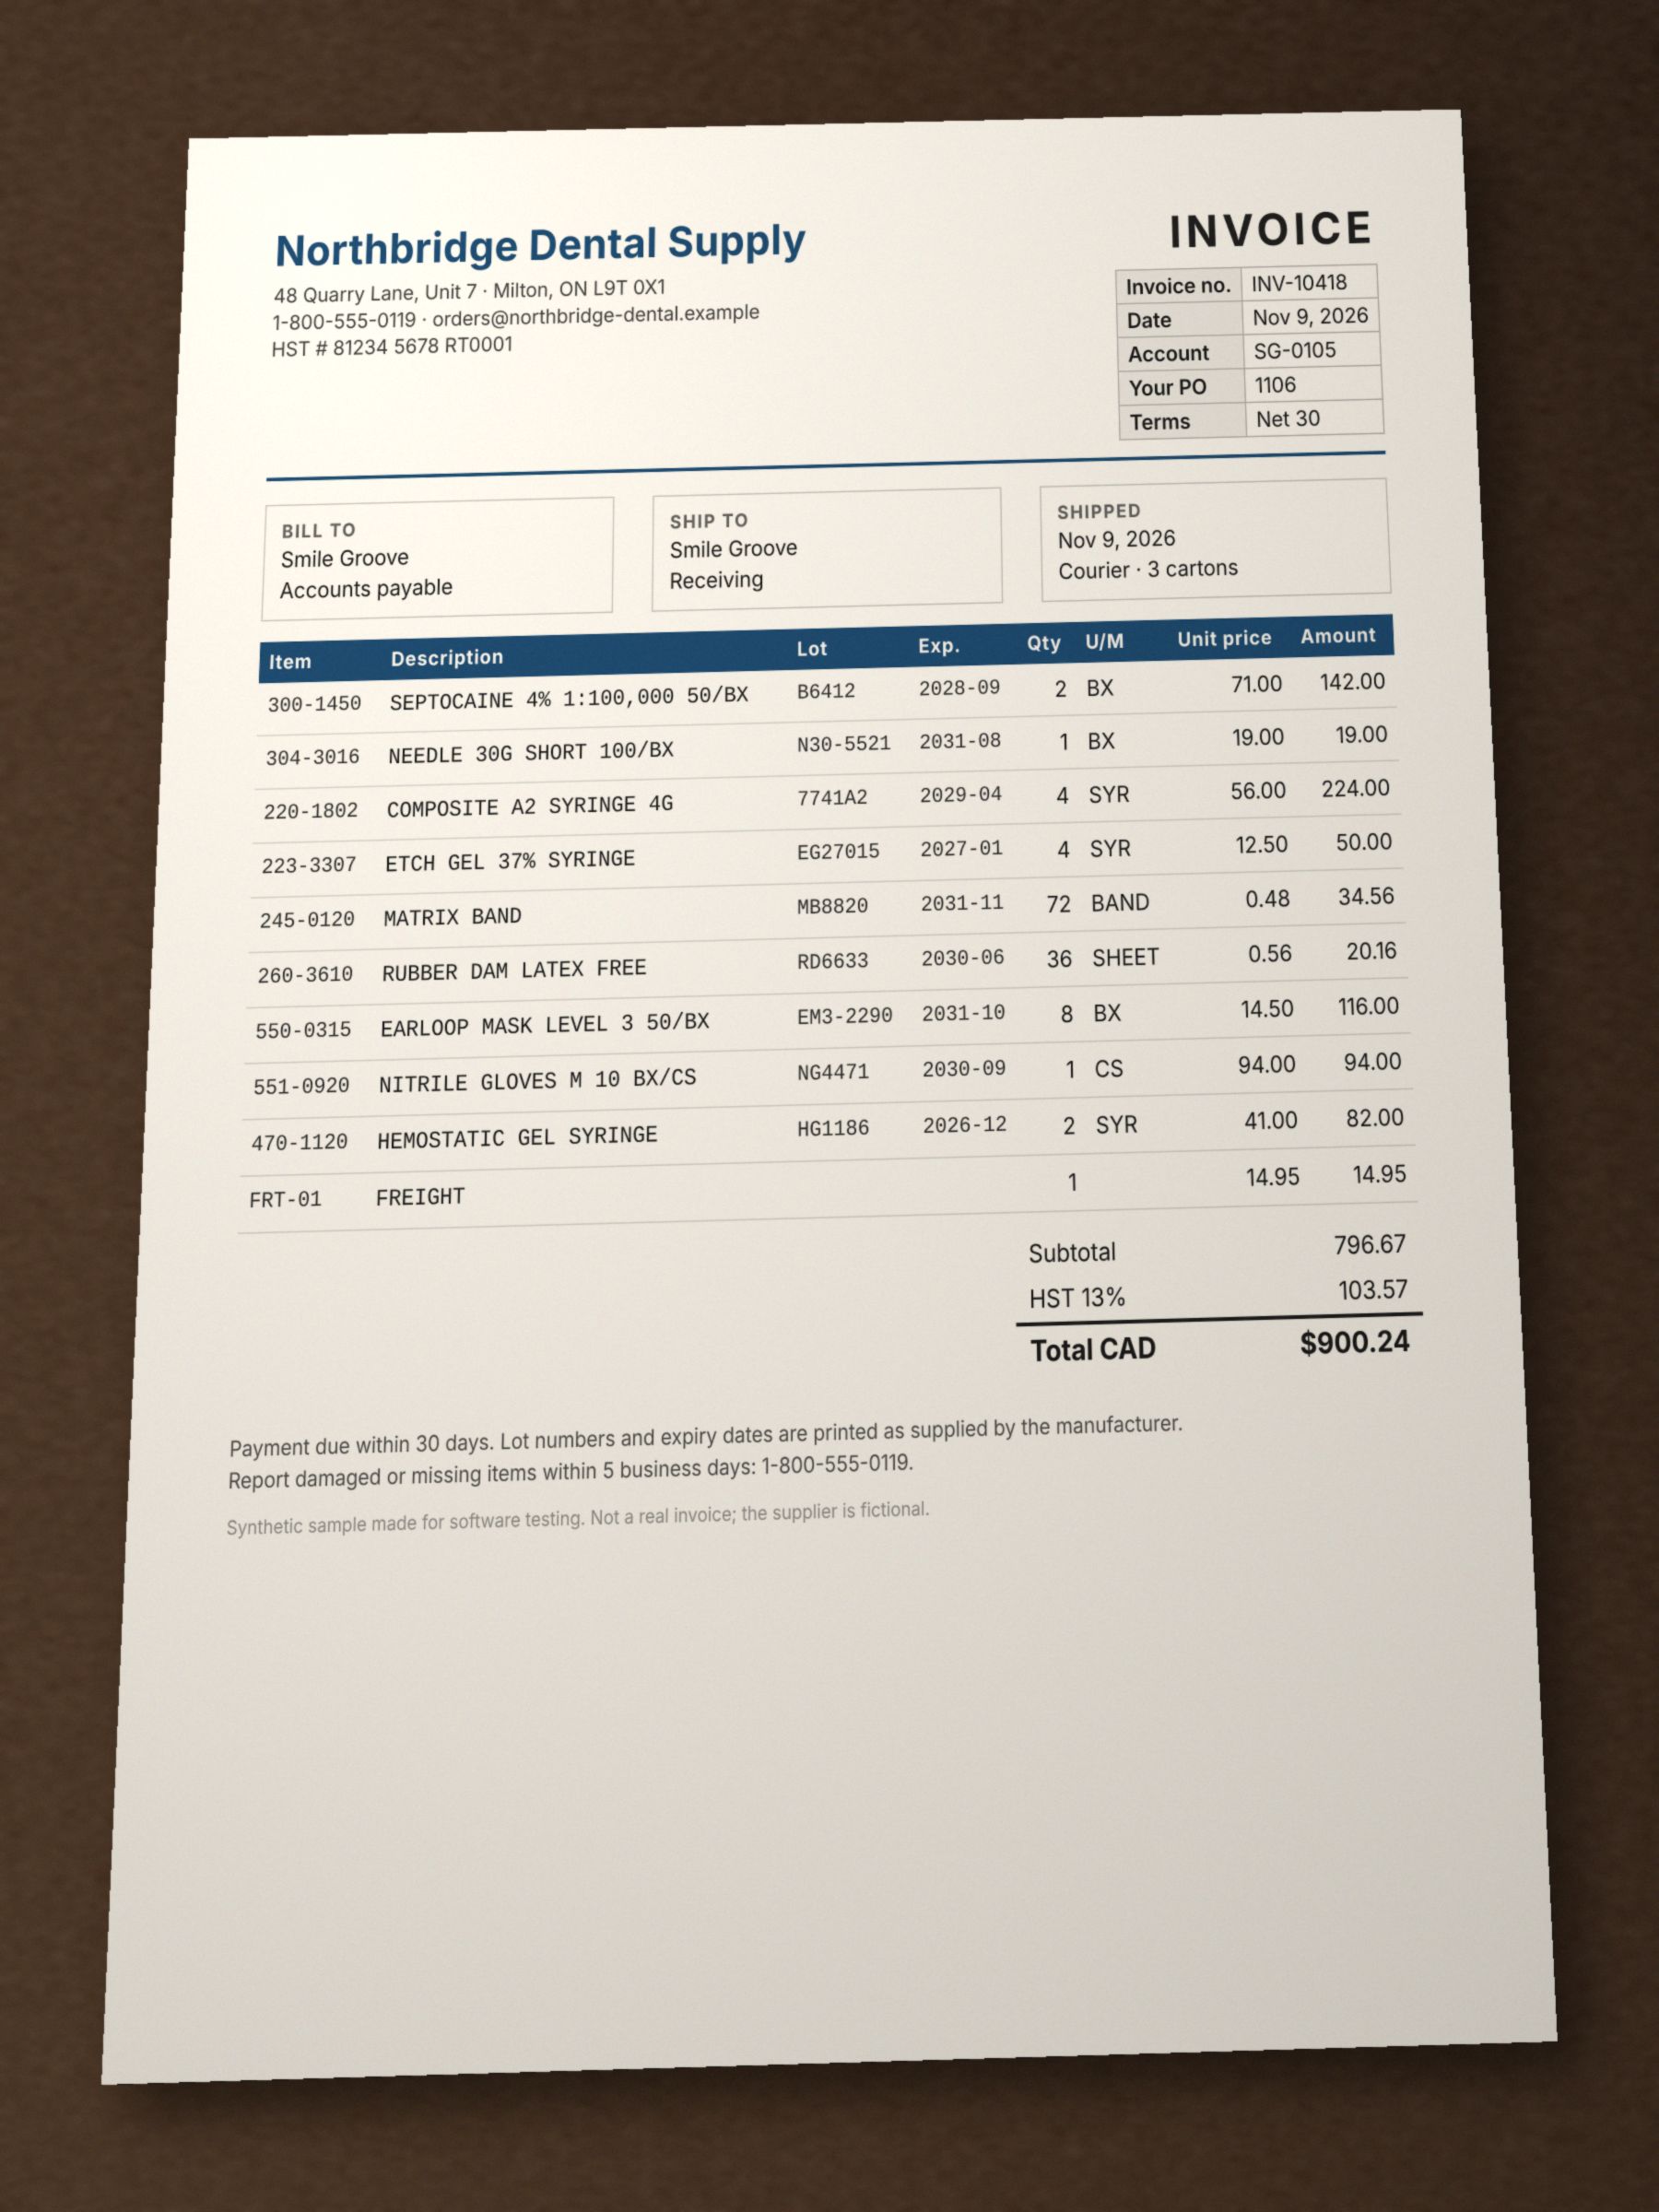 Northbridge Dental Supply
48 Quarry Lane, Unit 7 · Milton, ON L9T 0X1
1-800-555-0119 · orders@northbridge-dental.example
HST # 81234 5678 RT0001
INVOICE
Invoice no. INV-10418
Date Nov 9, 2026
Account SG-0105
Your PO 1106
Terms Net 30
BILL TO
Smile Groove
Accounts payable
SHIP TO
Smile Groove
Receiving
SHIPPED
Nov 9, 2026
Courier · 3 cartons
Item Description Lot Exp. Qty U/M Unit price Amount
300-1450 SEPTOCAINE 4% 1:100,000 50/BX B6412 2028-09 2 BX 71.00 142.00
304-3016 NEEDLE 30G SHORT 100/BX N30-5521 2031-08 1 BX 19.00 19.00
220-1802 COMPOSITE A2 SYRINGE 4G 7741A2 2029-04 4 SYR 56.00 224.00
223-3307 ETCH GEL 37% SYRINGE EG27015 2027-01 4 SYR 12.50 50.00
245-0120 MATRIX BAND MB8820 2031-11 72 BAND 0.48 34.56
260-3610 RUBBER DAM LATEX FREE RD6633 2030-06 36 SHEET 0.56 20.16
550-0315 EARLOOP MASK LEVEL 3 50/BX EM3-2290 2031-10 8 BX 14.50 116.00
551-0920 NITRILE GLOVES M 10 BX/CS NG4471 2030-09 1 CS 94.00 94.00
470-1120 HEMOSTATIC GEL SYRINGE HG1186 2026-12 2 SYR 41.00 82.00
FRT-01 FREIGHT 1 14.95 14.95
Subtotal 796.67
HST 13% 103.57
Total CAD $900.24
Payment due within 30 days. Lot numbers and expiry dates are printed as supplied by the manufacturer.
Report damaged or missing items within 5 business days: 1-800-555-0119.
Synthetic sample made for software testing. Not a real invoice; the supplier is fictional.